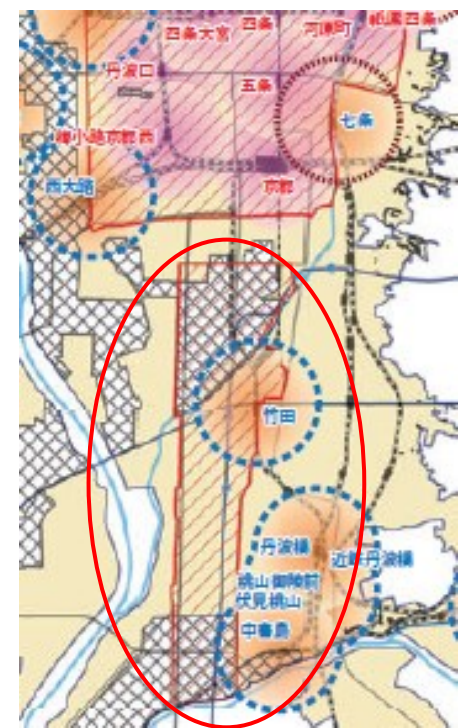 四条大宮
四条
河原町
祇園四条
丹波口
五条
七条
梅小路京都西
西大路
京都
竹田
丹波橋
近鉄丹波橋
桃山御陵前
伏見桃山
中書島